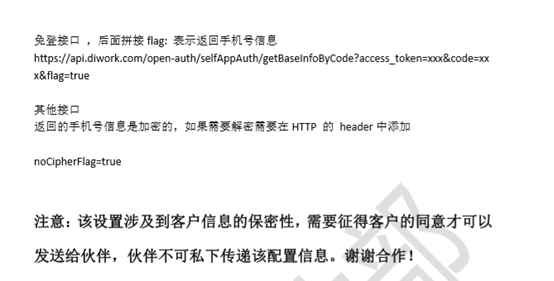 免登接口 ，后面拼接 flag: 表示返回手机号信息
https://api.diwork.com/open-auth/selfAppAuth/getBaseInfoByCode?access_token=xxx&code=xx
x&flag=true
其他接口
返回的手机号信息是加密的，如果需要解密需要在 HTTP 的 header 中添加
noCipherFlag=true
注意：该设置涉及到客户信息的保密性，需要征得客户的同意才可以
发送给伙伴，伙伴不可私下传递该配置信息。谢谢合作！